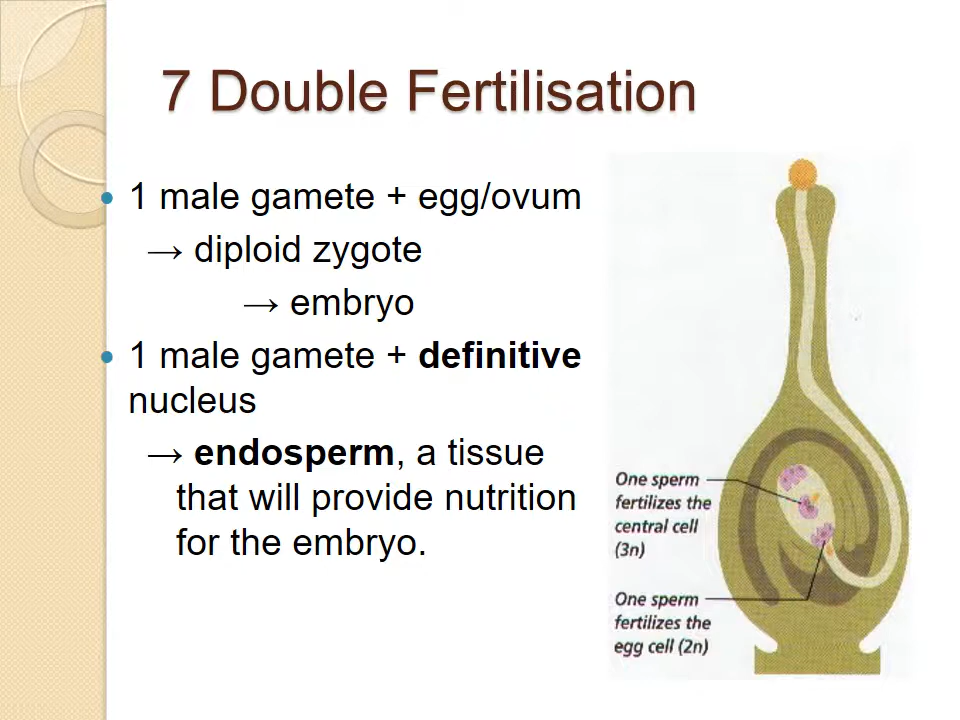 7 Double Fertilisation
1 male gamete + egg/ovum
→ diploid zygote
→ embryo
1 male gamete + definitive
nucleus
→ endosperm, a tissue
that will provide nutrition
for the embryo.
One sperm
fertilizes the
central cell
(3n)
One sperm
fertilizes the
egg cell (2n)